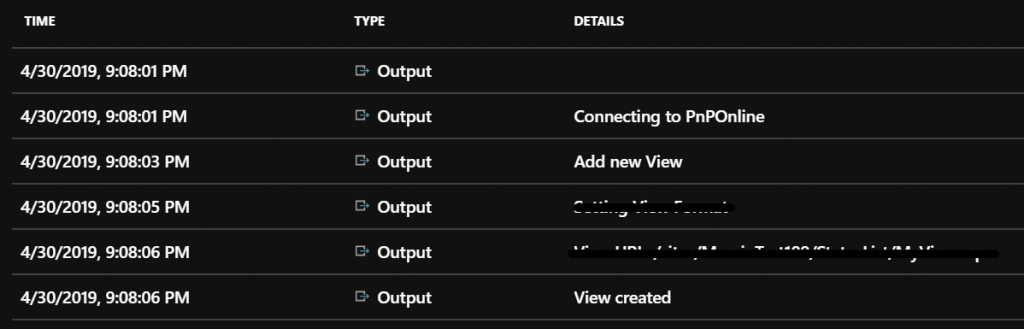 TIME TYPE DETAILS
4/30/2019, 9:08:01 PM Output
4/30/2019, 9:08:01 PM Output Connecting to PnPOnline
4/30/2019, 9:08:03 PM Output Add new View
4/30/2019, 9:08:05 PM Output
4/30/2019, 9:08:06 PM Output
4/30/2019, 9:08:06 PM Output View created